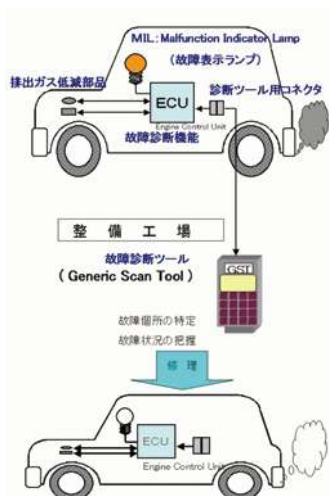 MIL：Malfunction Indicator Lamp
（故障表示ランプ）
排出ガス低減部品
診断ツール用コネクタ
ECU
故障診断機能
Engine Control Unit
整備工場
故障診断ツール
( Generic Scan Tool )
GST
故障個所の特定
故障状況の把握
修理
ECU
Engine Control Unit